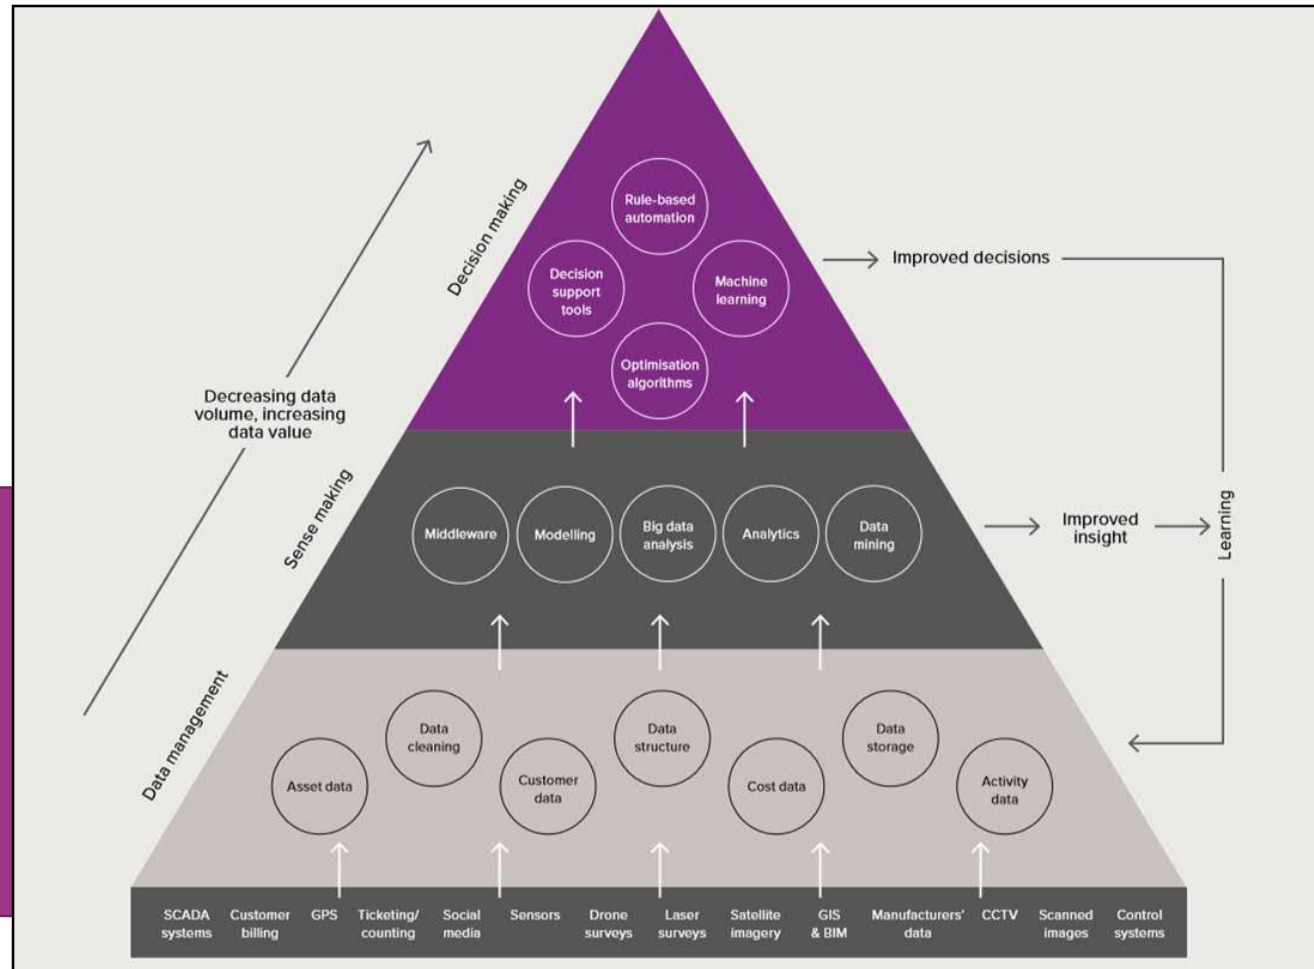 Rule-based
automation
Decision
support
tools
Machine
learning
Optimisation
algorithms
Decision making
Improved decisions
Decreasing data
volume, increasing
data value
Sense making
Middleware
Modelling
Big data
analysis
Analytics
Data
mining
Improved
insight
Learning
Data management
Asset data
Data
cleaning
Customer
data
Data
structure
Cost data
Data
storage
Activity
data
SCADA
systems
Customer
billing
GPS
Ticketing/
counting
Social
media
Sensors
Drone
surveys
Laser
surveys
Satellite
imagery
GIS
& BIM
Manufacturers'
data
CCTV
Scanned
images
Control
systems